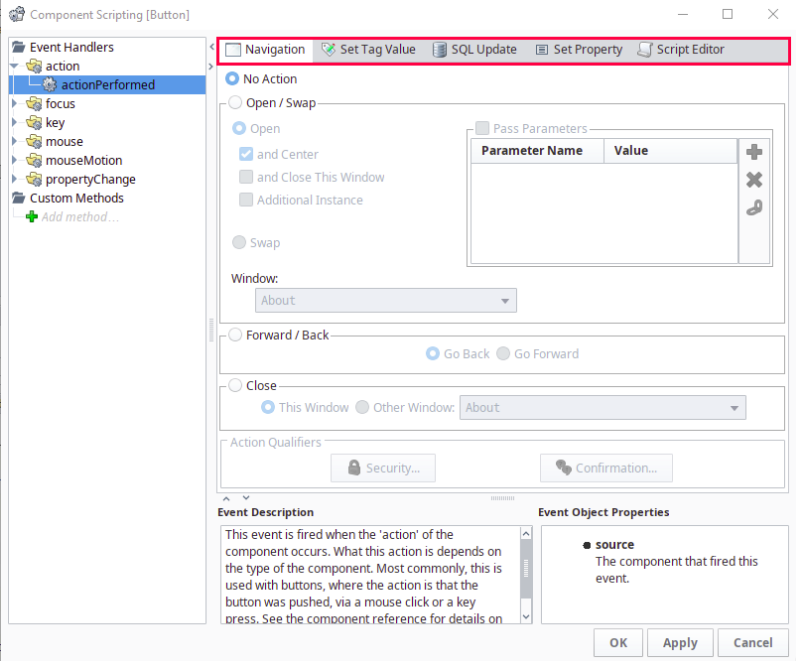 Component Scripting [Button]
Event Handlers
action
actionPerformed
focus
key
mouse
mouseMotion
propertyChange
Custom Methods
Add method...
Navigation
Set Tag Value
SQL Update
Set Property
Script Editor
No Action
Open / Swap
Open
and Center
and Close This Window
Additional Instance
Swap
Pass Parameters
Parameter Name
Value
Window:
About
Forward / Back
Go Back
Go Forward
Close
This Window
Other Window:
About
Action Qualifiers
Security...
Confirmation...
Event Description
This event is fired when the 'action' of the
component occurs. What this action is depends on
the type of the component. Most commonly, this is
used with buttons, where the action is that the
button was pushed, via a mouse click or a key
press. See the component reference for details on
Event Object Properties
source
The component that fired this
event.
OK
Apply
Cancel